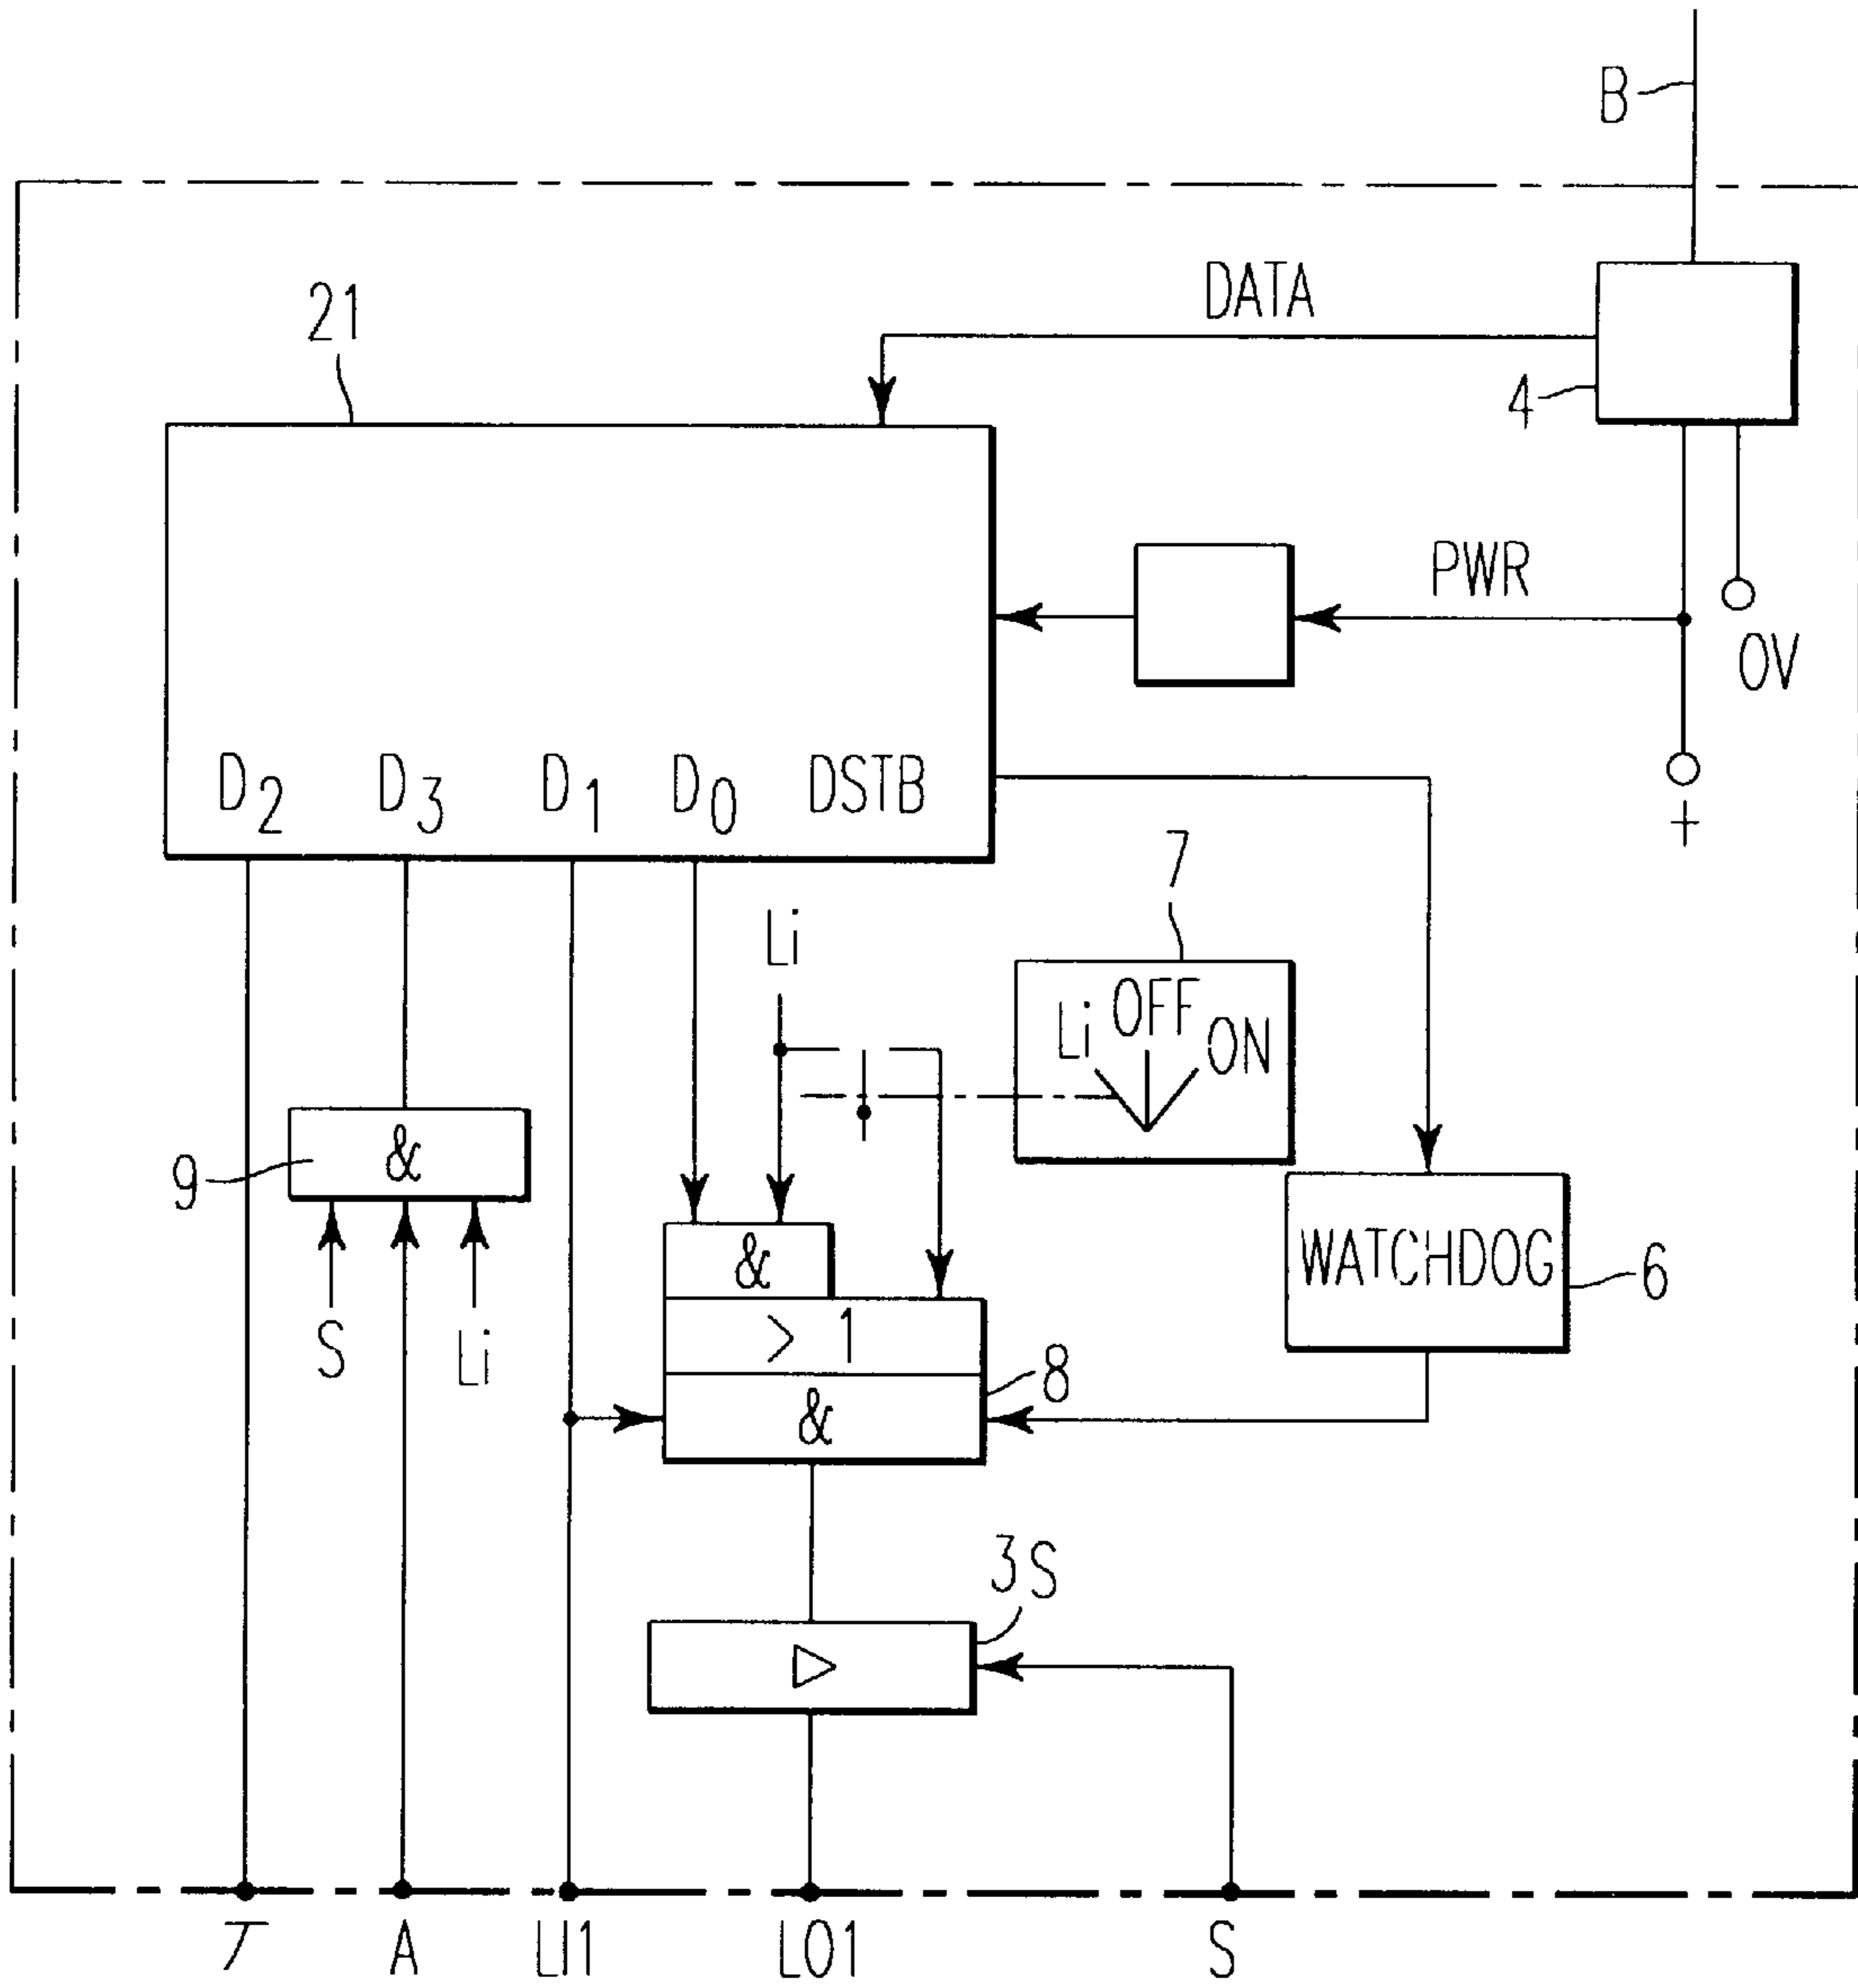 B
21
DATA
4
PWR
0V
+
D2 D3 D1 D0 DSTB
7
Li
Li OFF ON
9
&
&
WATCHDOG
6
S
Li
> 1
8
&
3S
A
LI1
LO1
S